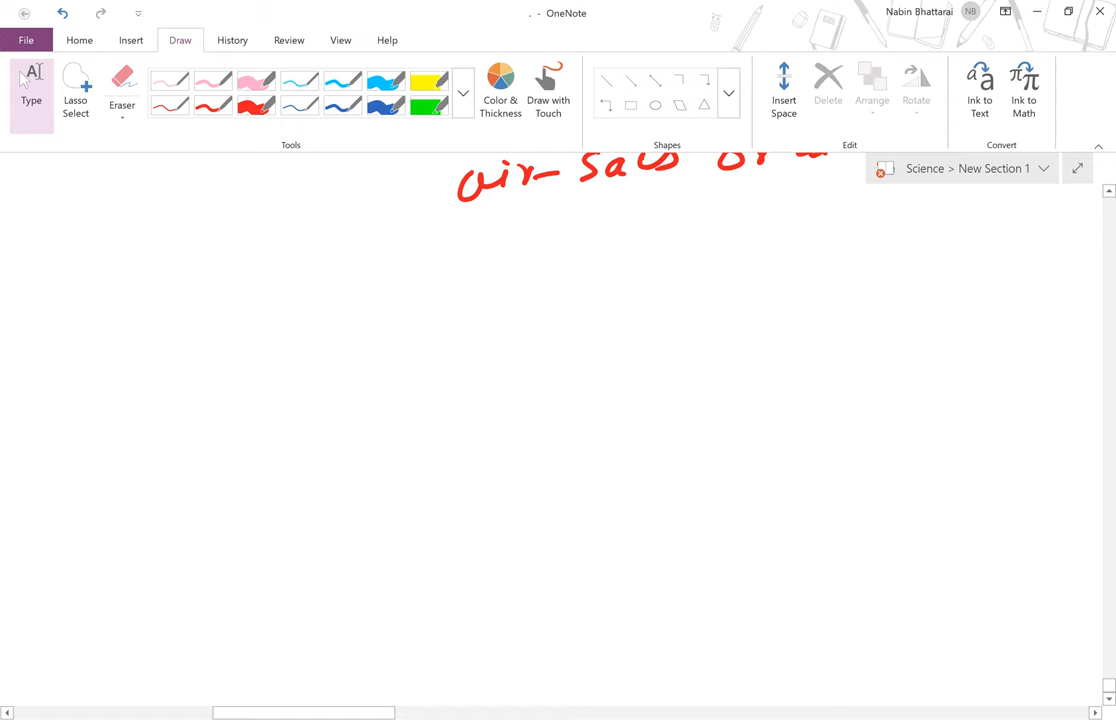 . - OneNote
Nabin Bhattarai NB
File Home Insert Draw History Review View Help
Type
Lasso Select
Eraser
Color & Thickness
Draw with Touch
Insert Space
Delete
Arrange
Rotate
Ink to Text
Ink to Math
Tools Shapes Edit Convert
air-sacs
Science > New Section 1